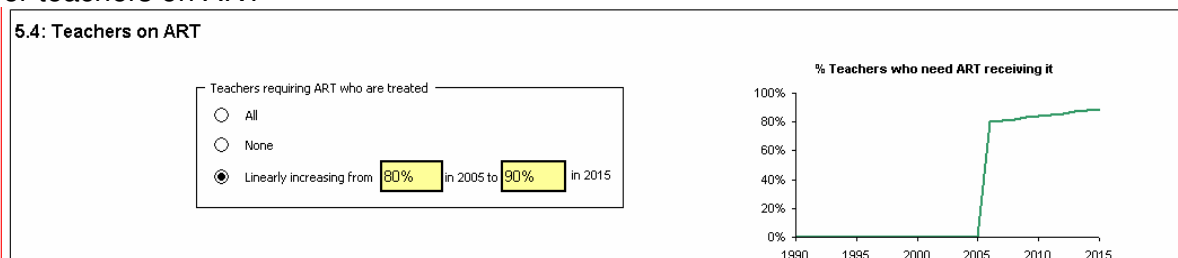 5.4: Teachers on ART
Teachers requiring ART who are treated
All
None
Linearly increasing from 80% in 2005 to 90% in 2015
% Teachers who need ART receiving it
100%
80%
60%
40%
20%
0%
1990 1995 2000 2005 2010 2015